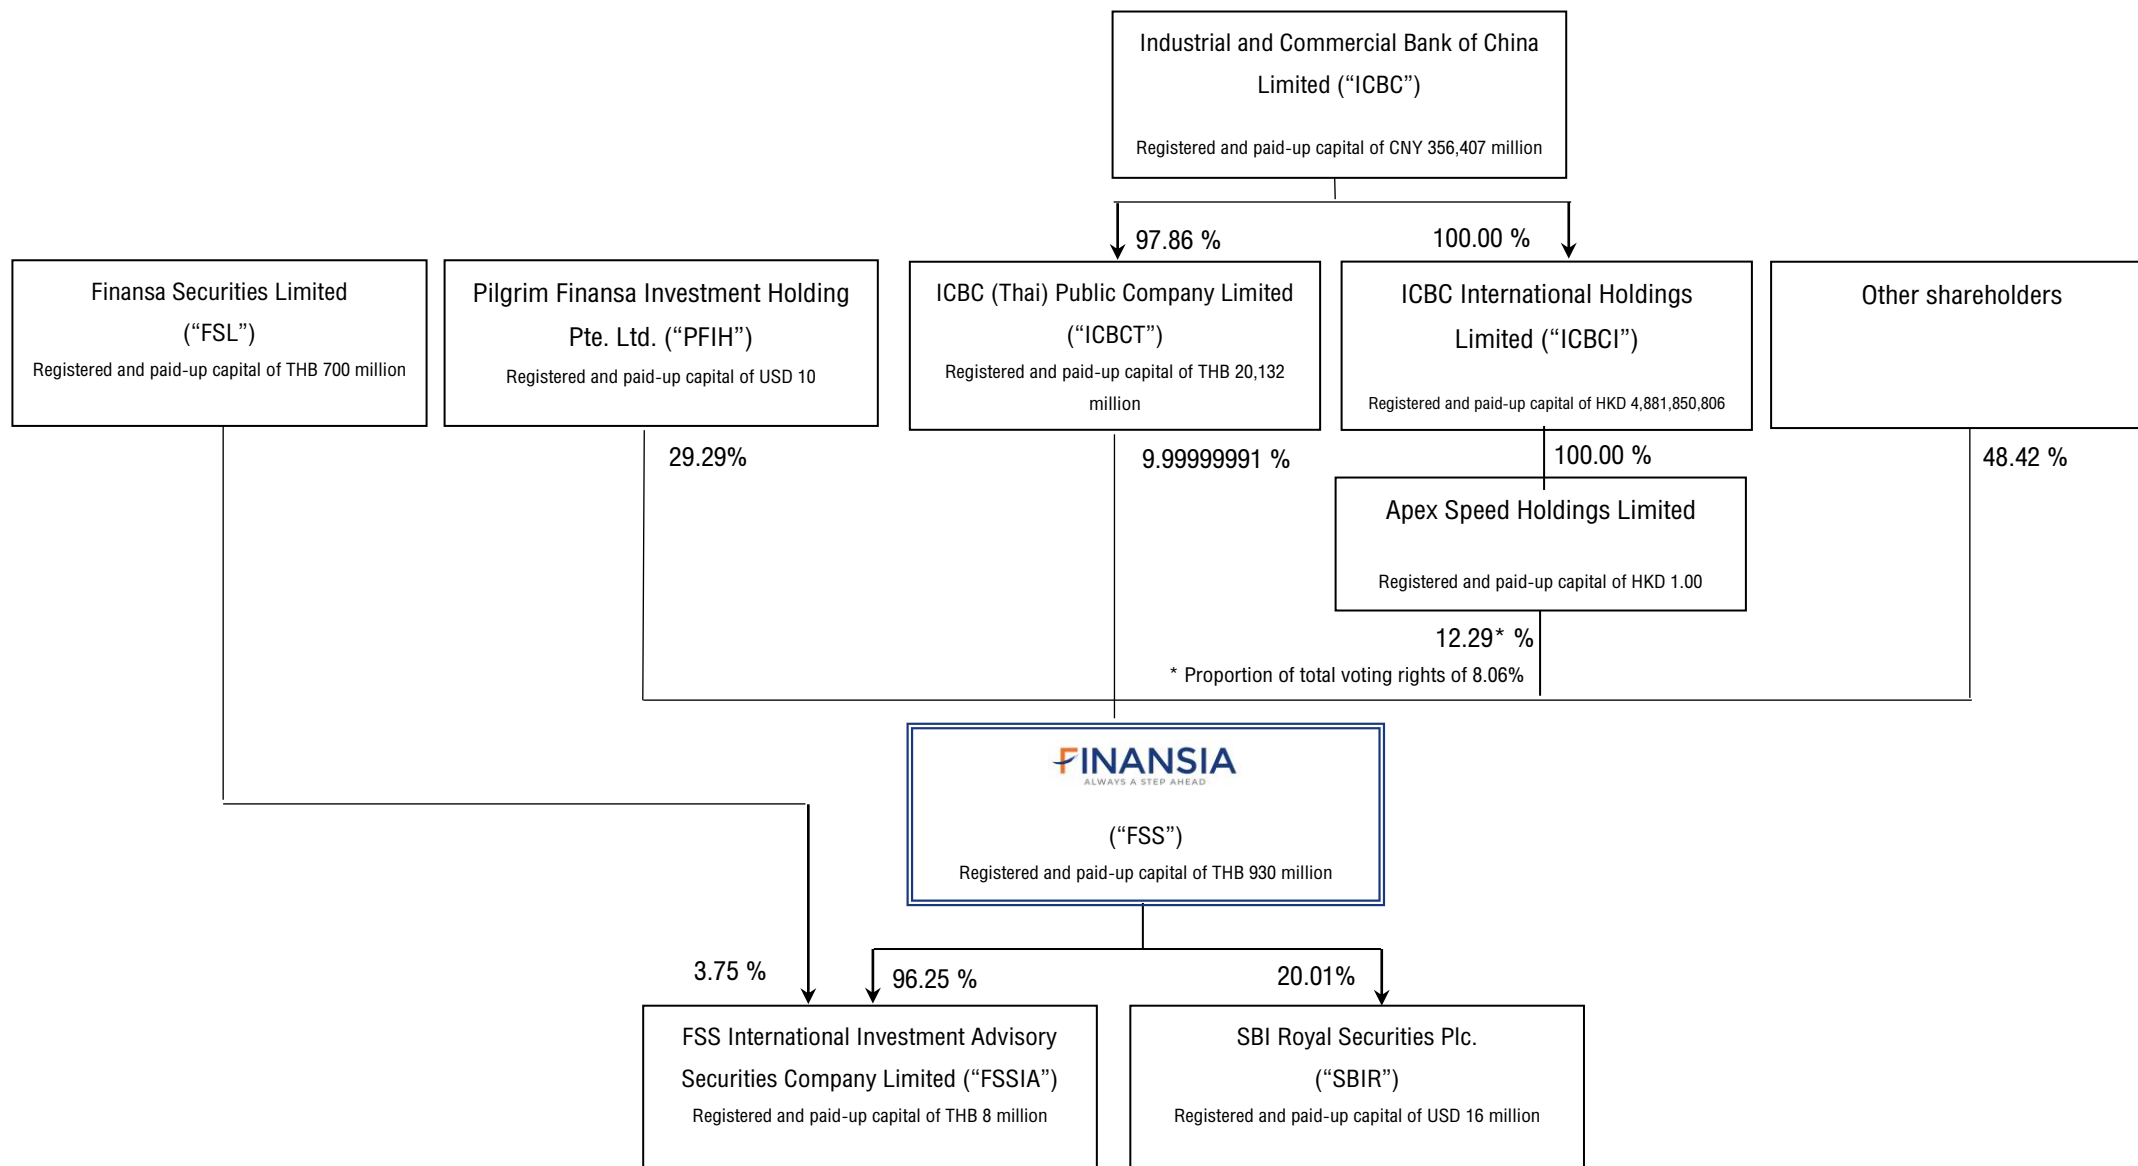 Industrial and Commercial Bank of China
Limited (“ICBC”)
Registered and paid-up capital of CNY 356,407 million
97.86 %
100.00 %
Finansa Securities Limited
(“FSL”)
Registered and paid-up capital of THB 700 million
Pilgrim Finansa Investment Holding
Pte. Ltd. (“PFIH”)
Registered and paid-up capital of USD 10
ICBC (Thai) Public Company Limited
(“ICBCT”)
Registered and paid-up capital of THB 20,132
million
ICBC International Holdings
Limited (“ICBCI”)
Registered and paid-up capital of HKD 4,881,850,806
Other shareholders
29.29%
9.99999991 %
100.00 %
48.42 %
Apex Speed Holdings Limited
Registered and paid-up capital of HKD 1.00
12.29* %
* Proportion of total voting rights of 8.06%
FINANSIA
ALWAYS A STEP AHEAD
(“FSS”)
Registered and paid-up capital of THB 930 million
3.75 %
96.25 %
20.01%
FSS International Investment Advisory
Securities Company Limited (“FSSIA”)
Registered and paid-up capital of THB 8 million
SBI Royal Securities Plc.
(“SBIR”)
Registered and paid-up capital of USD 16 million